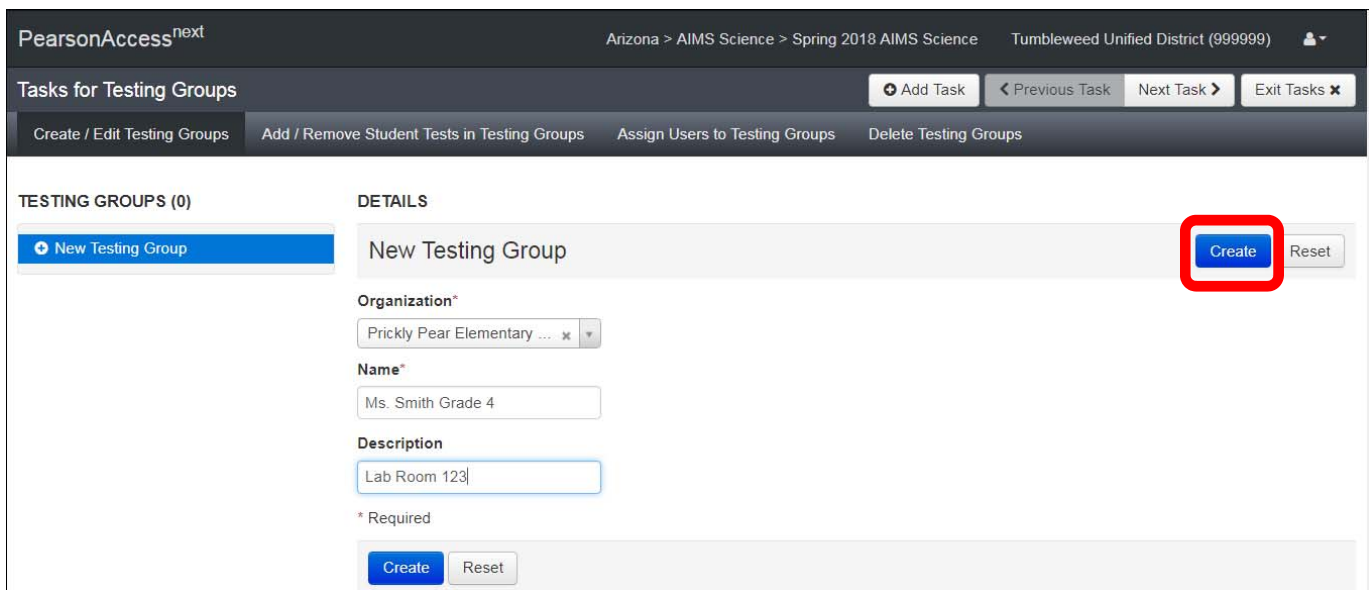 PearsonAccessnext Arizona > AIMS Science > Spring 2018 AIMS Science Tumbleweed Unified District (999999)
Tasks for Testing Groups Add Task Previous Task Next Task Exit Tasks
Create / Edit Testing Groups Add / Remove Student Tests in Testing Groups Assign Users to Testing Groups Delete Testing Groups
TESTING GROUPS (0) DETAILS
New Testing Group New Testing Group Create Reset
Organization*
Prickly Pear Elementary ...
Name*
Ms. Smith Grade 4
Description
Lab Room 123
* Required
Create Reset